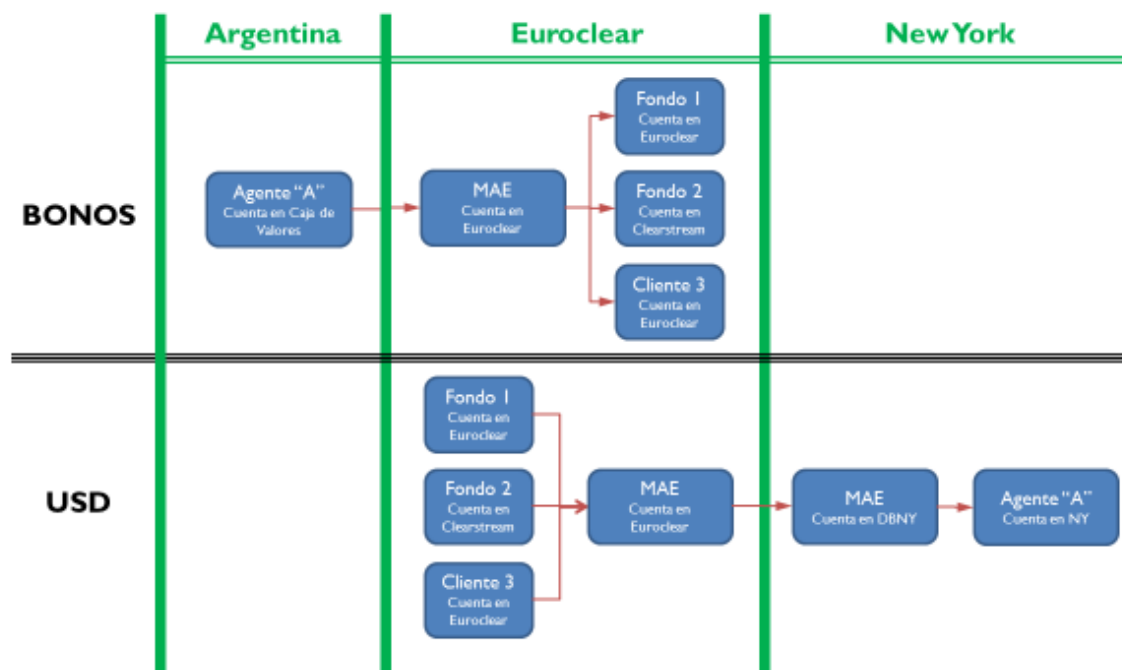 Argentina
Euroclear
New York
BONOS
Agente “A”
Cuenta en Caja de
Valores
MAE
Cuenta en
Euroclear
Fondo 1
Cuenta en
Euroclear
Fondo 2
Cuenta en
Clearstream
Cliente 3
Cuenta en
Euroclear
USD
Fondo 1
Cuenta en
Euroclear
Fondo 2
Cuenta en
Clearstream
Cliente 3
Cuenta en
Euroclear
MAE
Cuenta en
Euroclear
MAE
Cuenta en DBNY
Agente “A”
Cuenta en NY